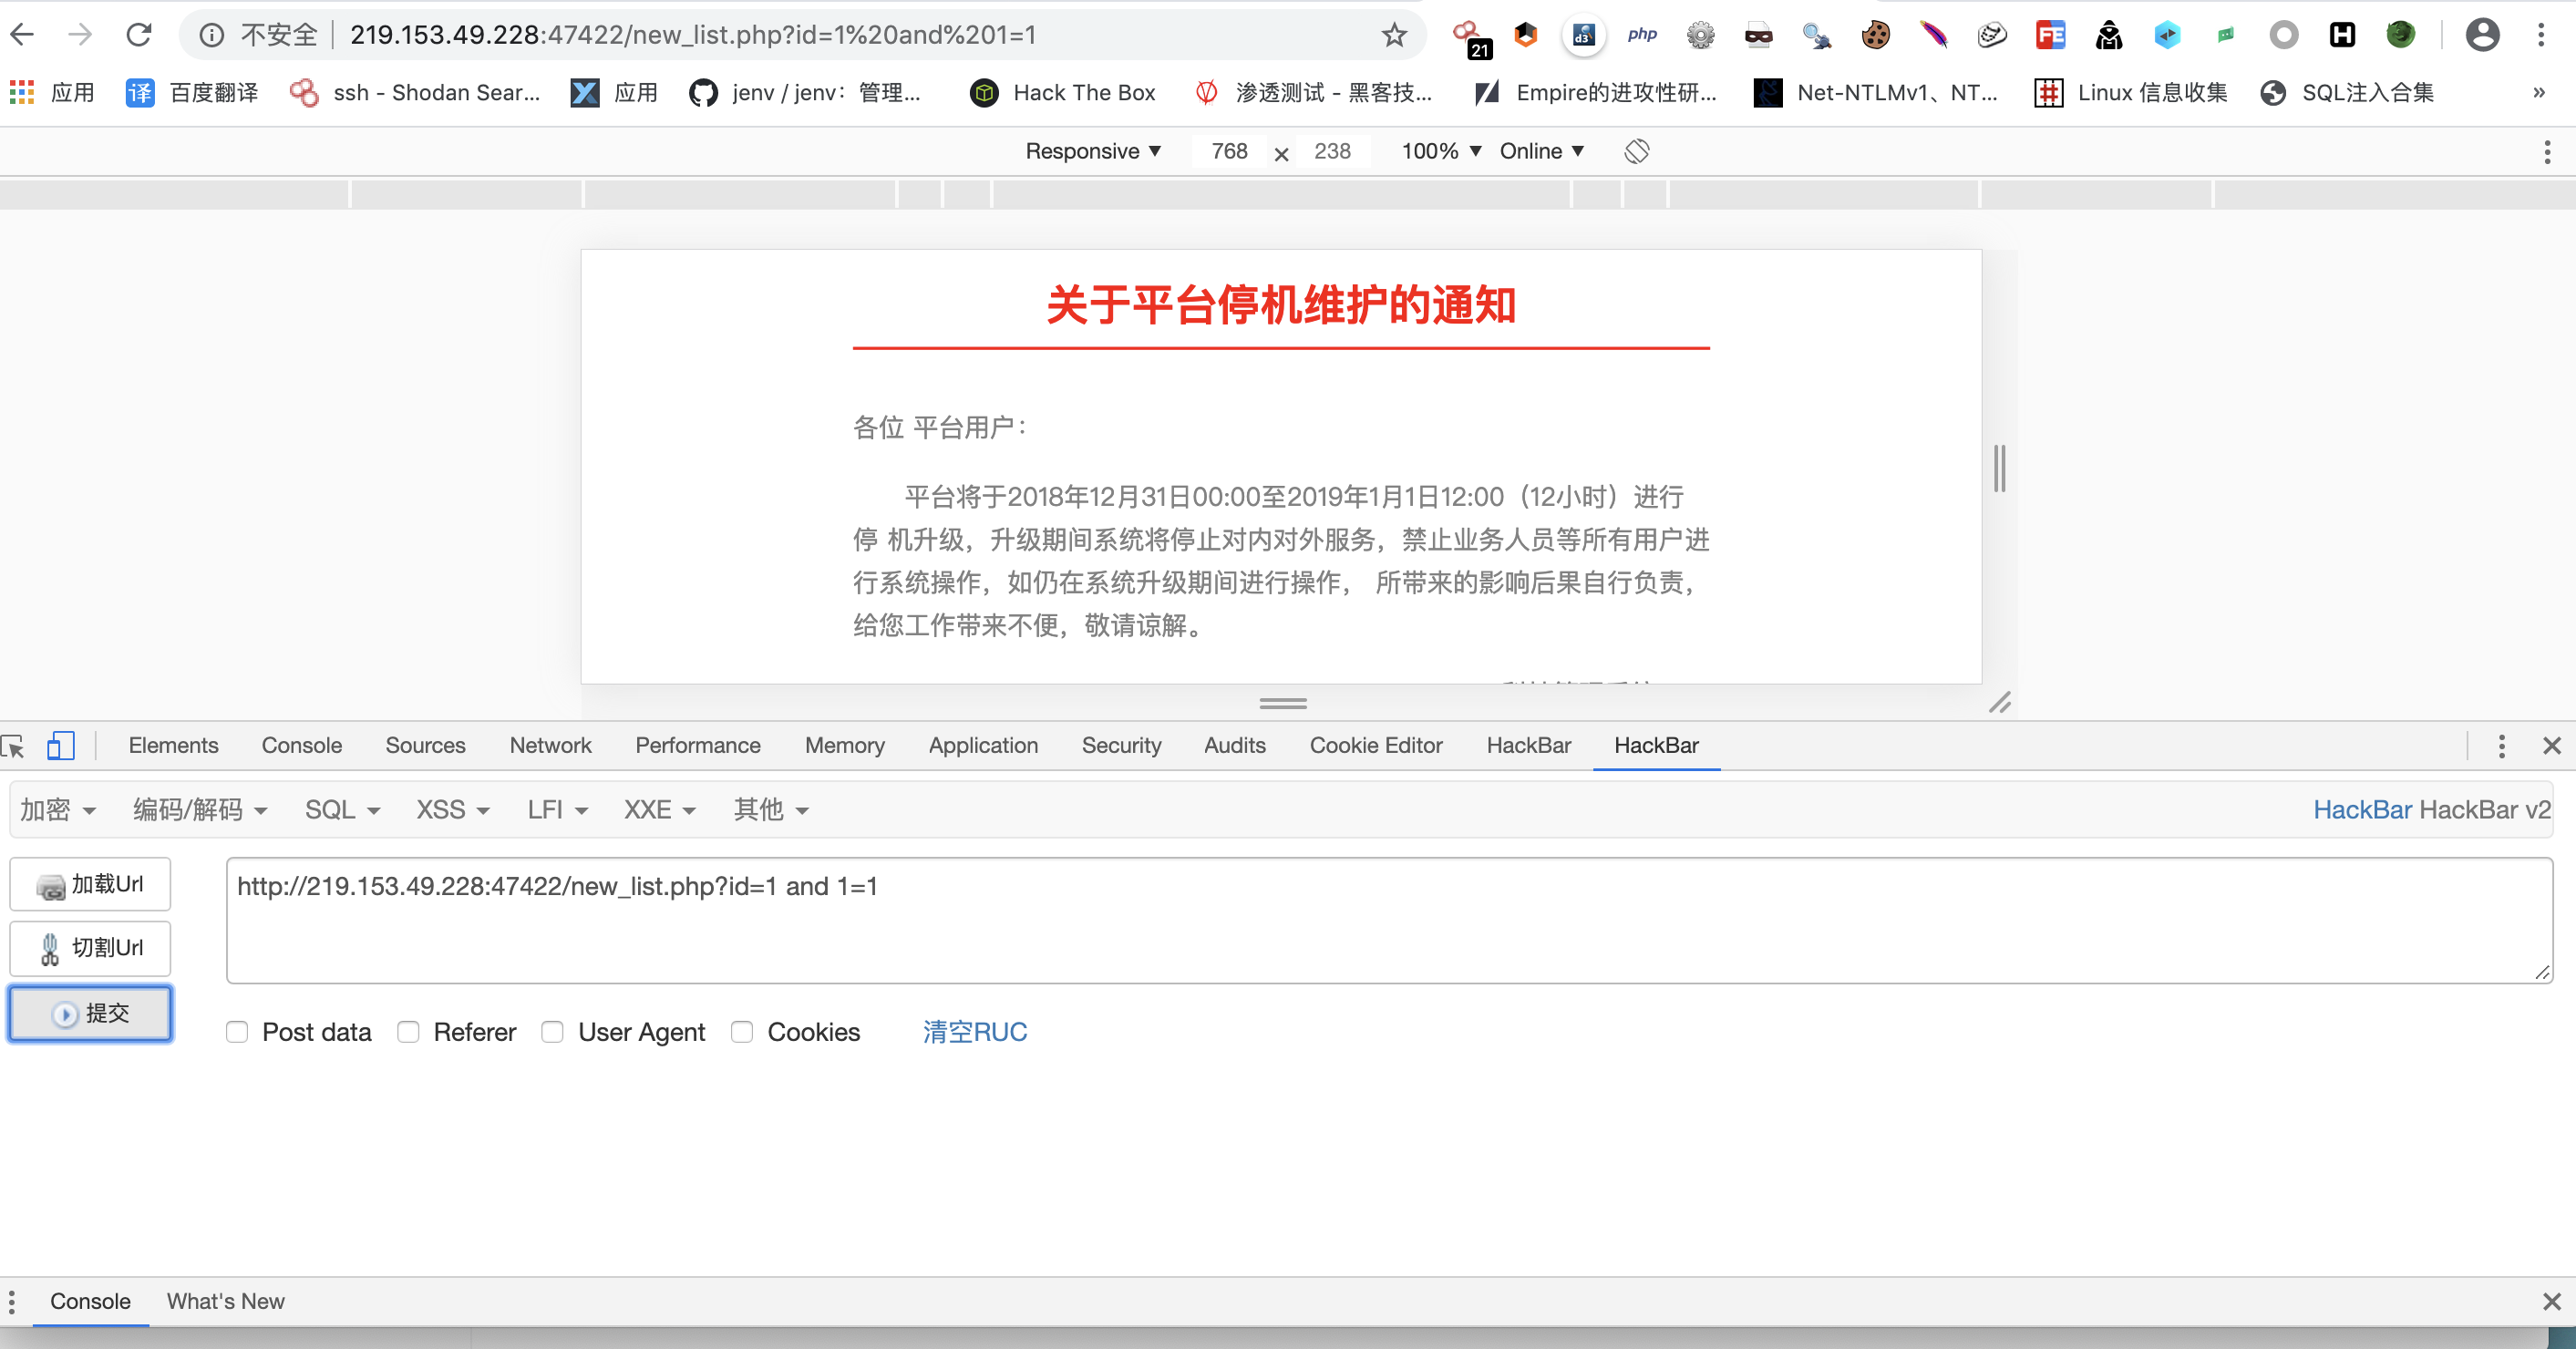 不安全 219.153.49.228:47422/new_list.php?id=1%20and%201=1
21 d3 php FE H
应用 译 百度翻译 ssh - Shodan Sear... 应用 jenv / jenv：管理... Hack The Box 渗透测试 - 黑客技... Empire的进攻性研... Net-NTLMv1、NT... Linux 信息收集 SQL注入合集 »
Responsive ▼ 768 × 238 100% ▼ Online ▼
关于平台停机维护的通知
各位 平台用户：
平台将于2018年12月31日00:00至2019年1月1日12:00（12小时）进行
停 机升级，升级期间系统将停止对内对外服务，禁止业务人员等所有用户进
行系统操作，如仍在系统升级期间进行操作， 所带来的影响后果自行负责，
给您工作带来不便，敬请谅解。
Elements Console Sources Network Performance Memory Application Security Audits Cookie Editor HackBar HackBar
加密 编码/解码 SQL XSS LFI XXE 其他 HackBar HackBar v2
加载Url http://219.153.49.228:47422/new_list.php?id=1 and 1=1
切割Url
提交
Post data Referer User Agent Cookies 清空RUC
Console What's New